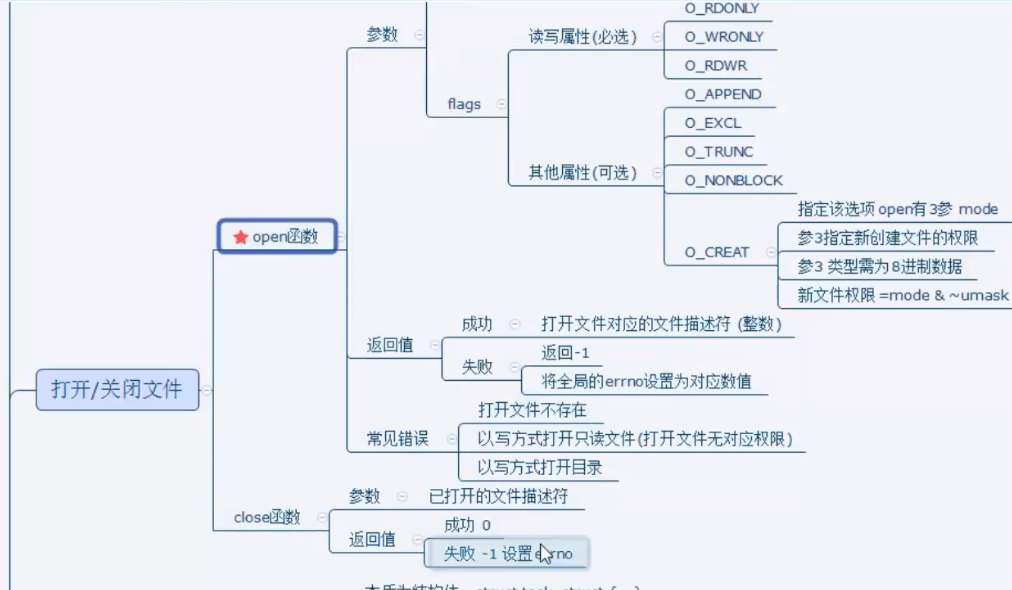 O_RDONLY
参数
读写属性(必选)
O_WRONLY
O_RDWR
flags
O_APPEND
O_EXCL
O_TRUNC
其他属性(可选)
O_NONBLOCK
指定该选项 open有3参 mode
open函数
参3指定新创建文件的权限
O_CREAT
参3 类型需为8进制数据
新文件权限 =mode & ~umask
成功
打开文件对应的文件描述符 (整数)
返回值
返回-1
失败
将全局的errno设置为对应数值
打开/关闭文件
打开文件不存在
常见错误
以写方式打开只读文件(打开文件无对应权限)
以写方式打开目录
参数
已打开的文件描述符
close函数
成功 0
返回值
失败 -1 设置errno